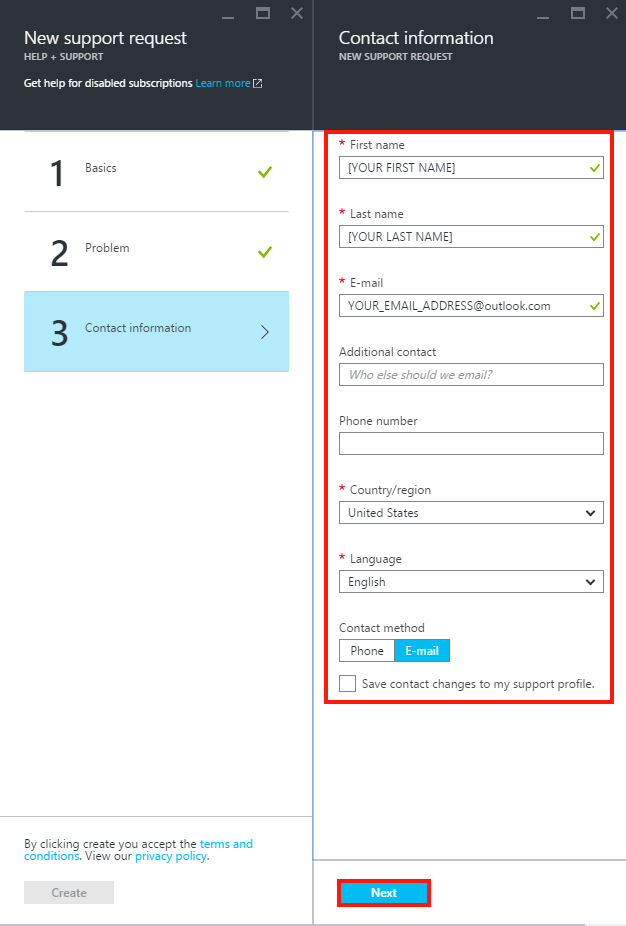 New support request
HELP + SUPPORT
Get help for disabled subscriptions Learn more
1 Basics
2 Problem
3 Contact information
By clicking create you accept the terms and
conditions. View our privacy policy.
Create
Contact information
NEW SUPPORT REQUEST
* First name
[YOUR FIRST NAME]
* Last name
[YOUR LAST NAME]
* E-mail
YOUR_EMAIL_ADDRESS@outlook.com
Additional contact
Who else should we email?
Phone number
* Country/region
United States
* Language
English
Contact method
Phone E-mail
Save contact changes to my support profile.
Next